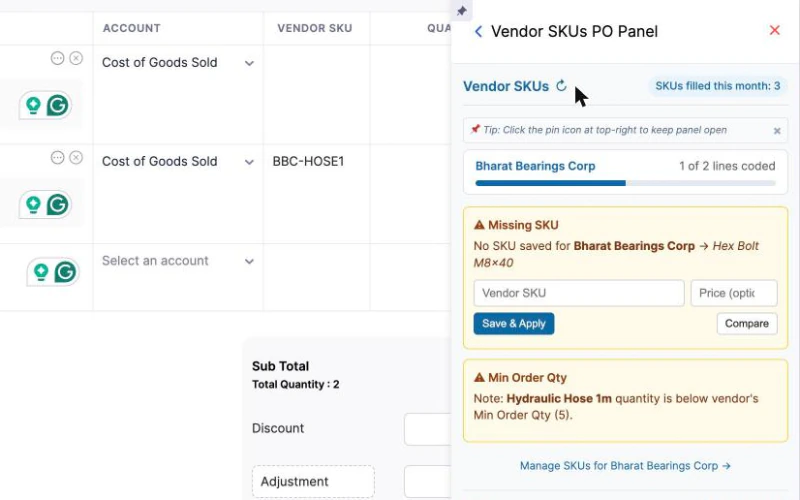 ACCOUNT VENDOR SKU QUA
Cost of Goods Sold
Cost of Goods Sold BBC-HOSE1
Select an account
Sub Total
Total Quantity : 2
Discount
Adjustment
Vendor SKUs PO Panel
Vendor SKUs
SKUs filled this month: 3
Tip: Click the pin icon at top-right to keep panel open
Bharat Bearings Corp 1 of 2 lines coded
Missing SKU
No SKU saved for Bharat Bearings Corp → Hex Bolt
M8×40
Vendor SKU Price (optic
Save & Apply Compare
Min Order Qty
Note: Hydraulic Hose 1m quantity is below vendor's
Min Order Qty (5).
Manage SKUs for Bharat Bearings Corp →